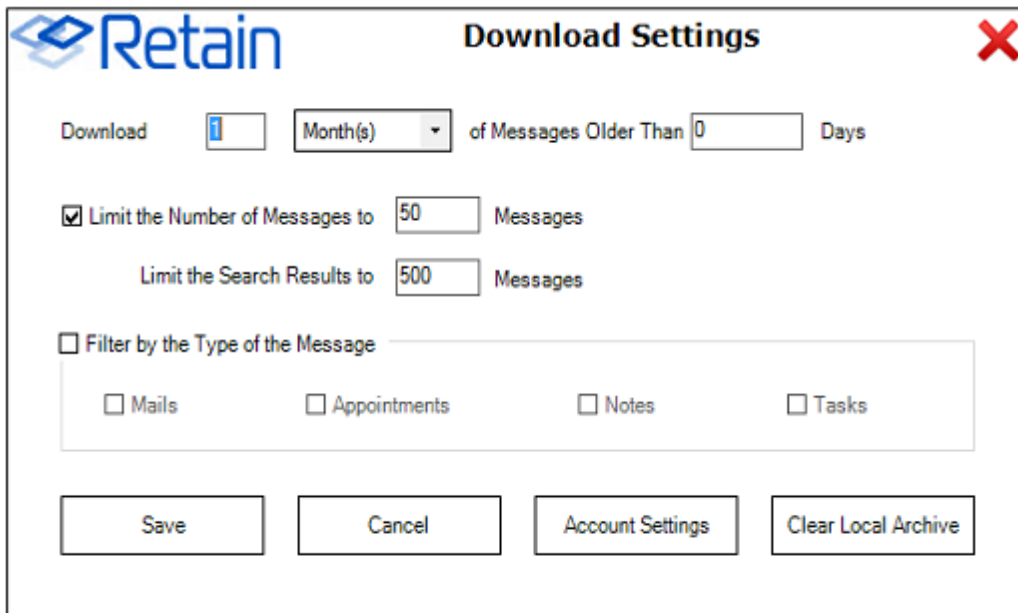 Retain Download Settings
Download 1 Month(s) of Messages Older Than 0 Days
Limit the Number of Messages to 50 Messages
Limit the Search Results to 500 Messages
Filter by the Type of the Message
Mails Appointments Notes Tasks
Save Cancel Account Settings Clear Local Archive